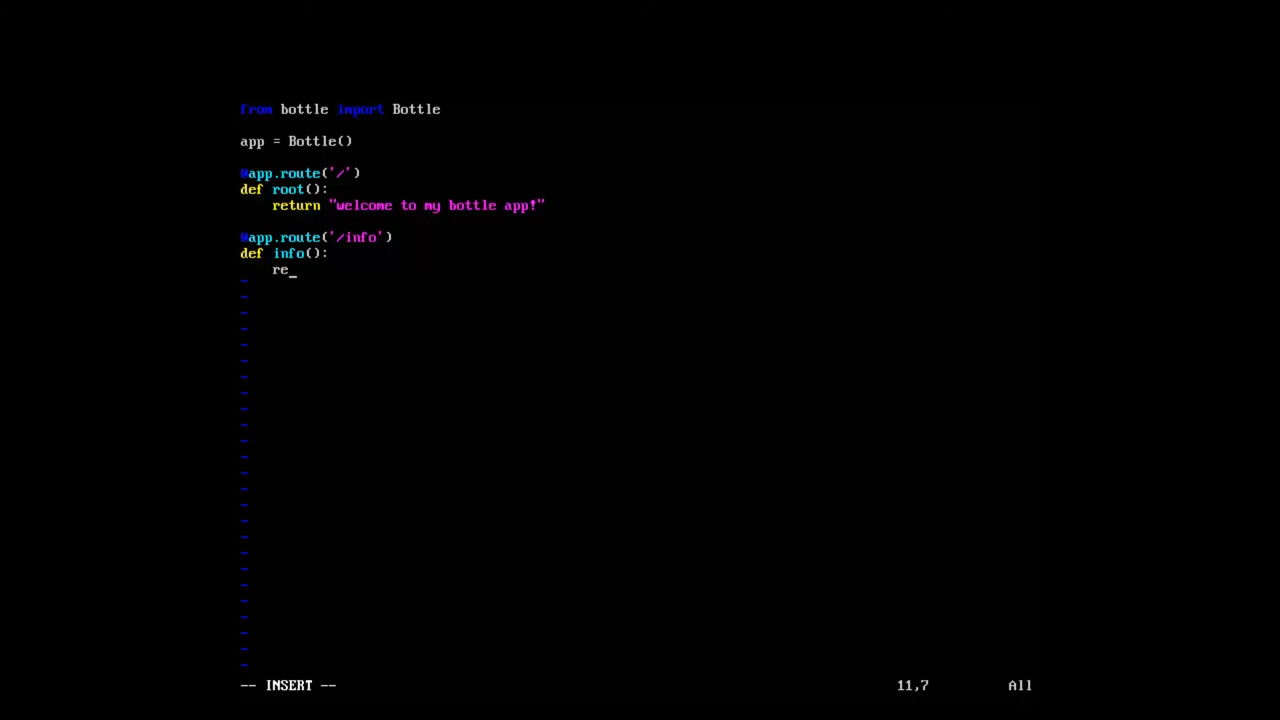 from bottle import Bottle
app = Bottle()
@app.route('/')
def root():
    return "welcome to my bottle app!"
@app.route('/info')
def info():
    re_
-- INSERT -- 11,7 All